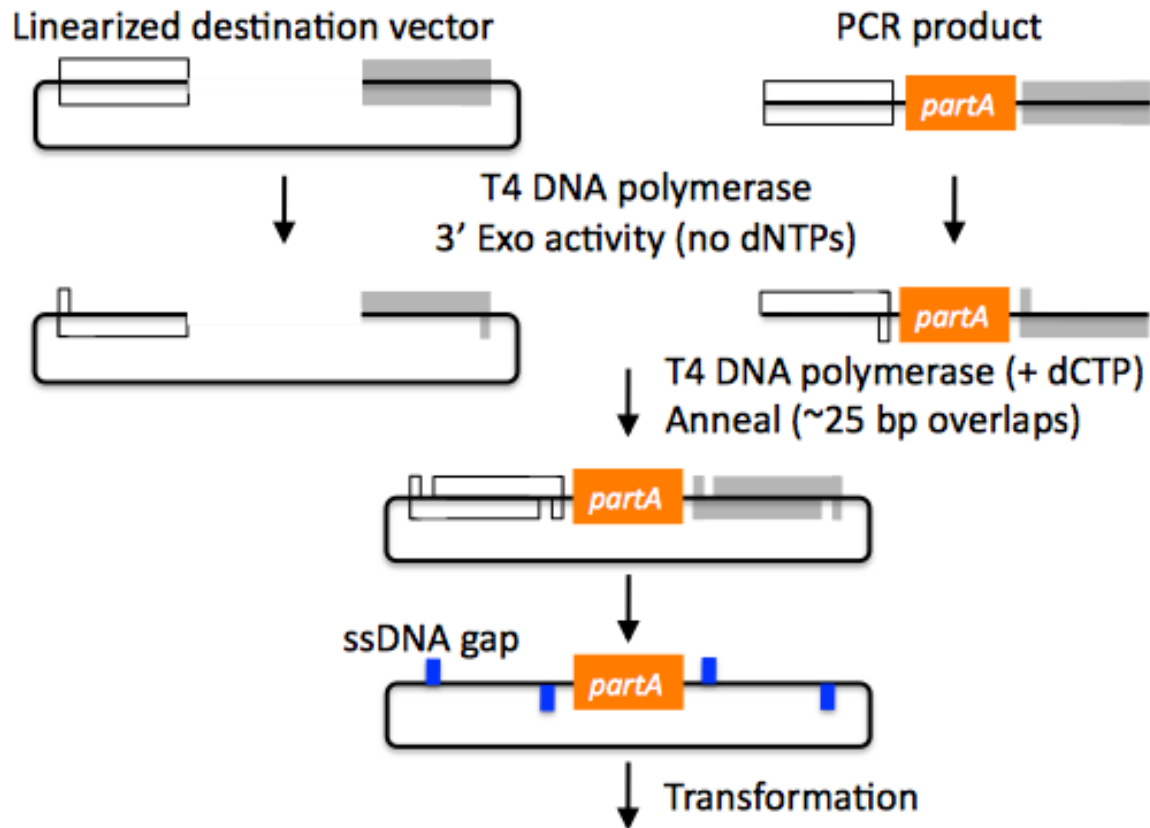 Linearized destination vector
PCR product
partA
T4 DNA polymerase
3’ Exo activity (no dNTPs)
partA
T4 DNA polymerase (+ dCTP)
Anneal (~25 bp overlaps)
partA
ssDNA gap
partA
Transformation